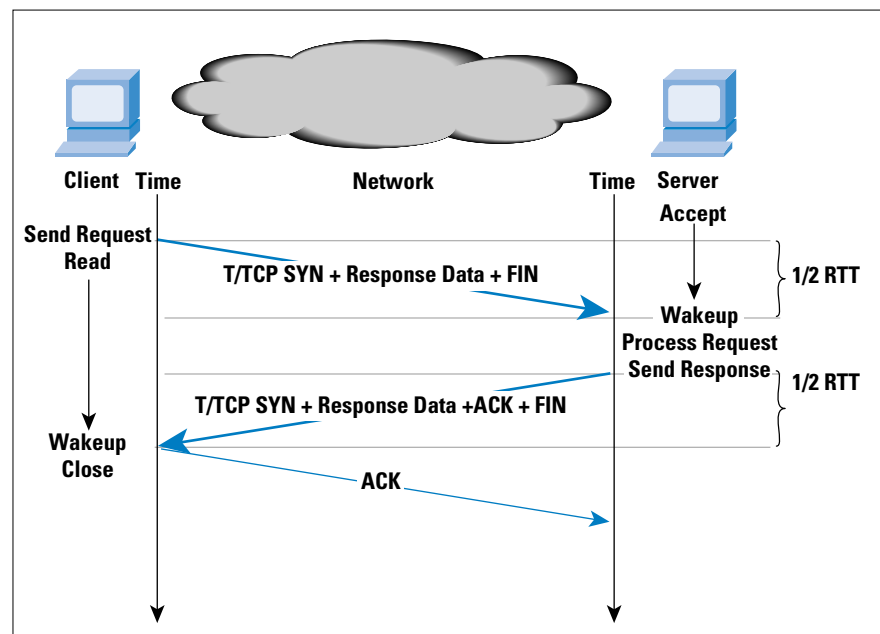 Client Time Network Time Server
Accept
Send Request
Read
T/TCP SYN + Response Data + FIN
1/2 RTT
Wakeup
Process Request
Send Response
1/2 RTT
T/TCP SYN + Response Data +ACK + FIN
Wakeup
Close
ACK